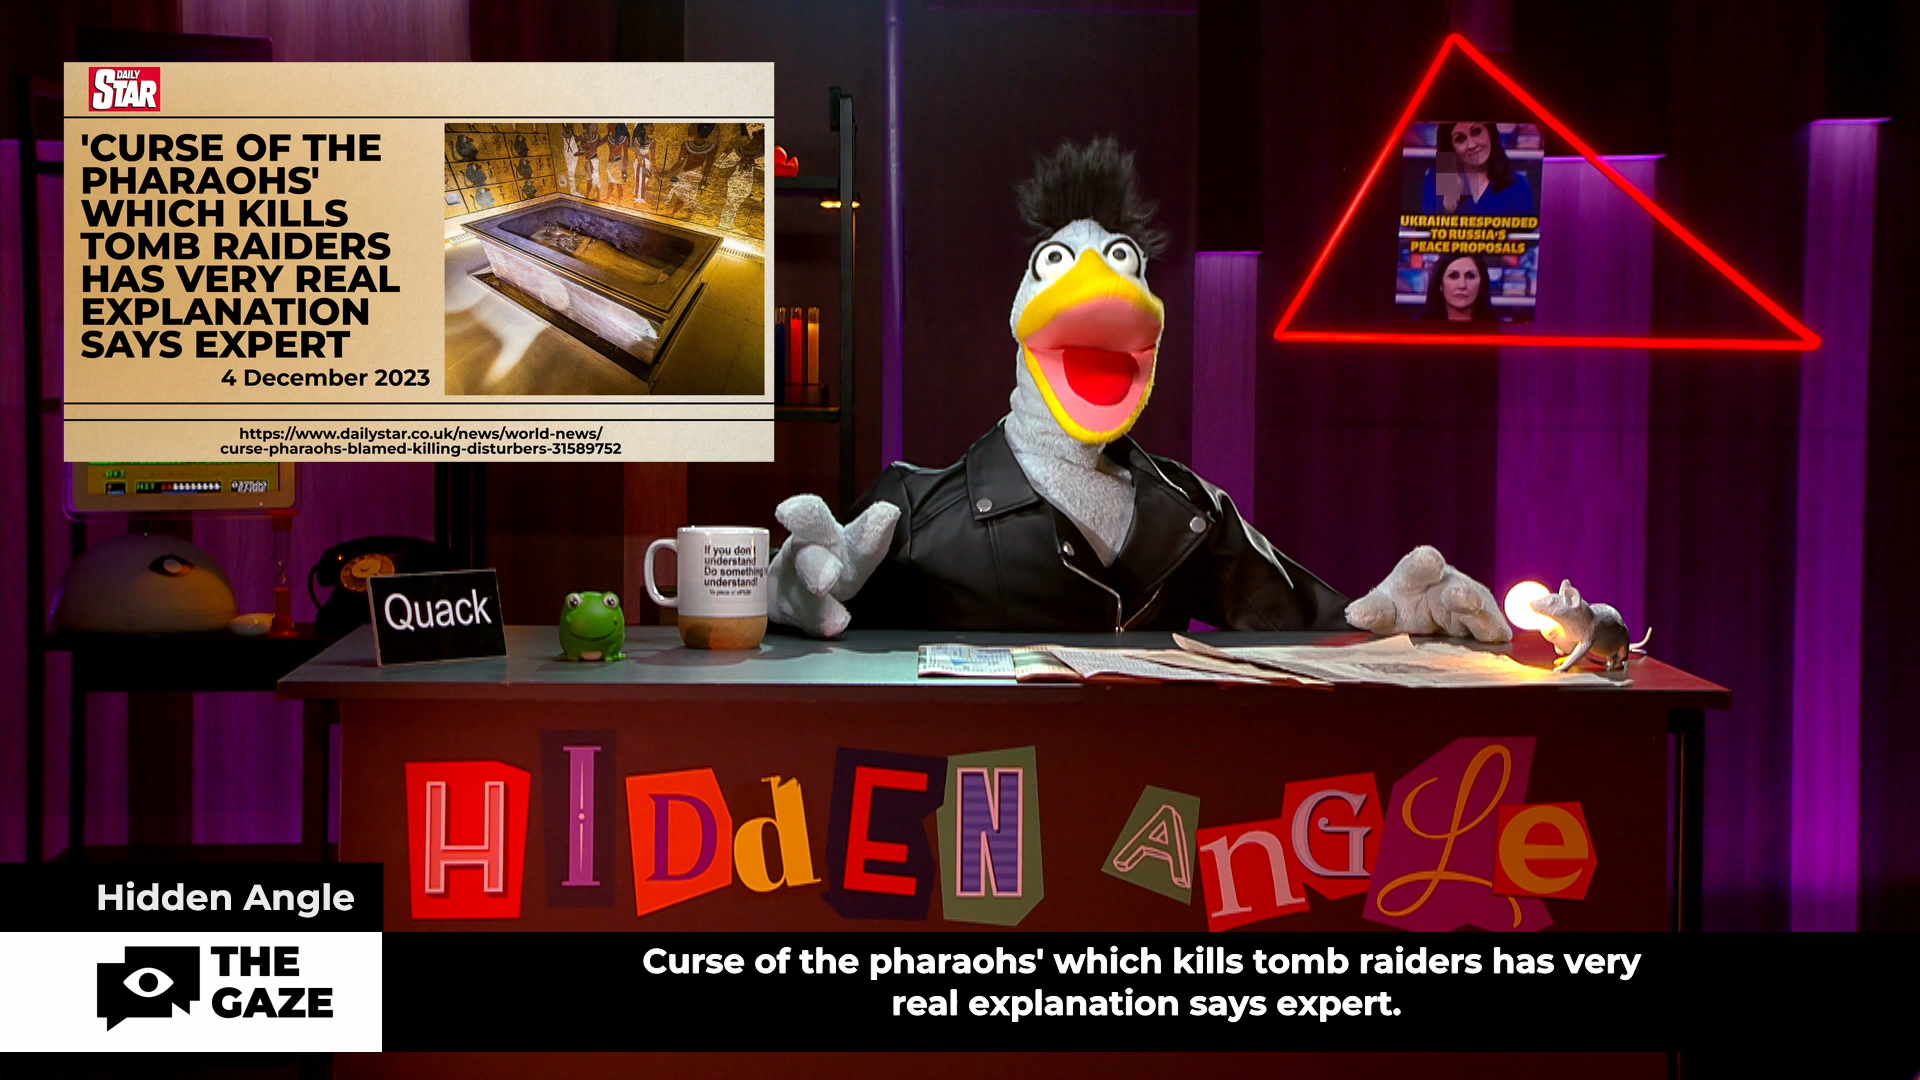 DAILY
STAR
'CURSE OF THE
PHARAOHS'
WHICH KILLS
TOMB RAIDERS
HAS VERY REAL
EXPLANATION
SAYS EXPERT
4 December 2023
https://www.dailystar.co.uk/news/world-news/
curse-pharaohs-blamed-killing-disturbers-31589752
UKRAINE RESPONDED
TO RUSSIA'S
PEACE PROPOSALS
HIT
If you don't
understand
Do something
understand!
Quack
HIDdEN AnGLe
Hidden Angle
THE
GAZE
Curse of the pharaohs' which kills tomb raiders has very
real explanation says expert.